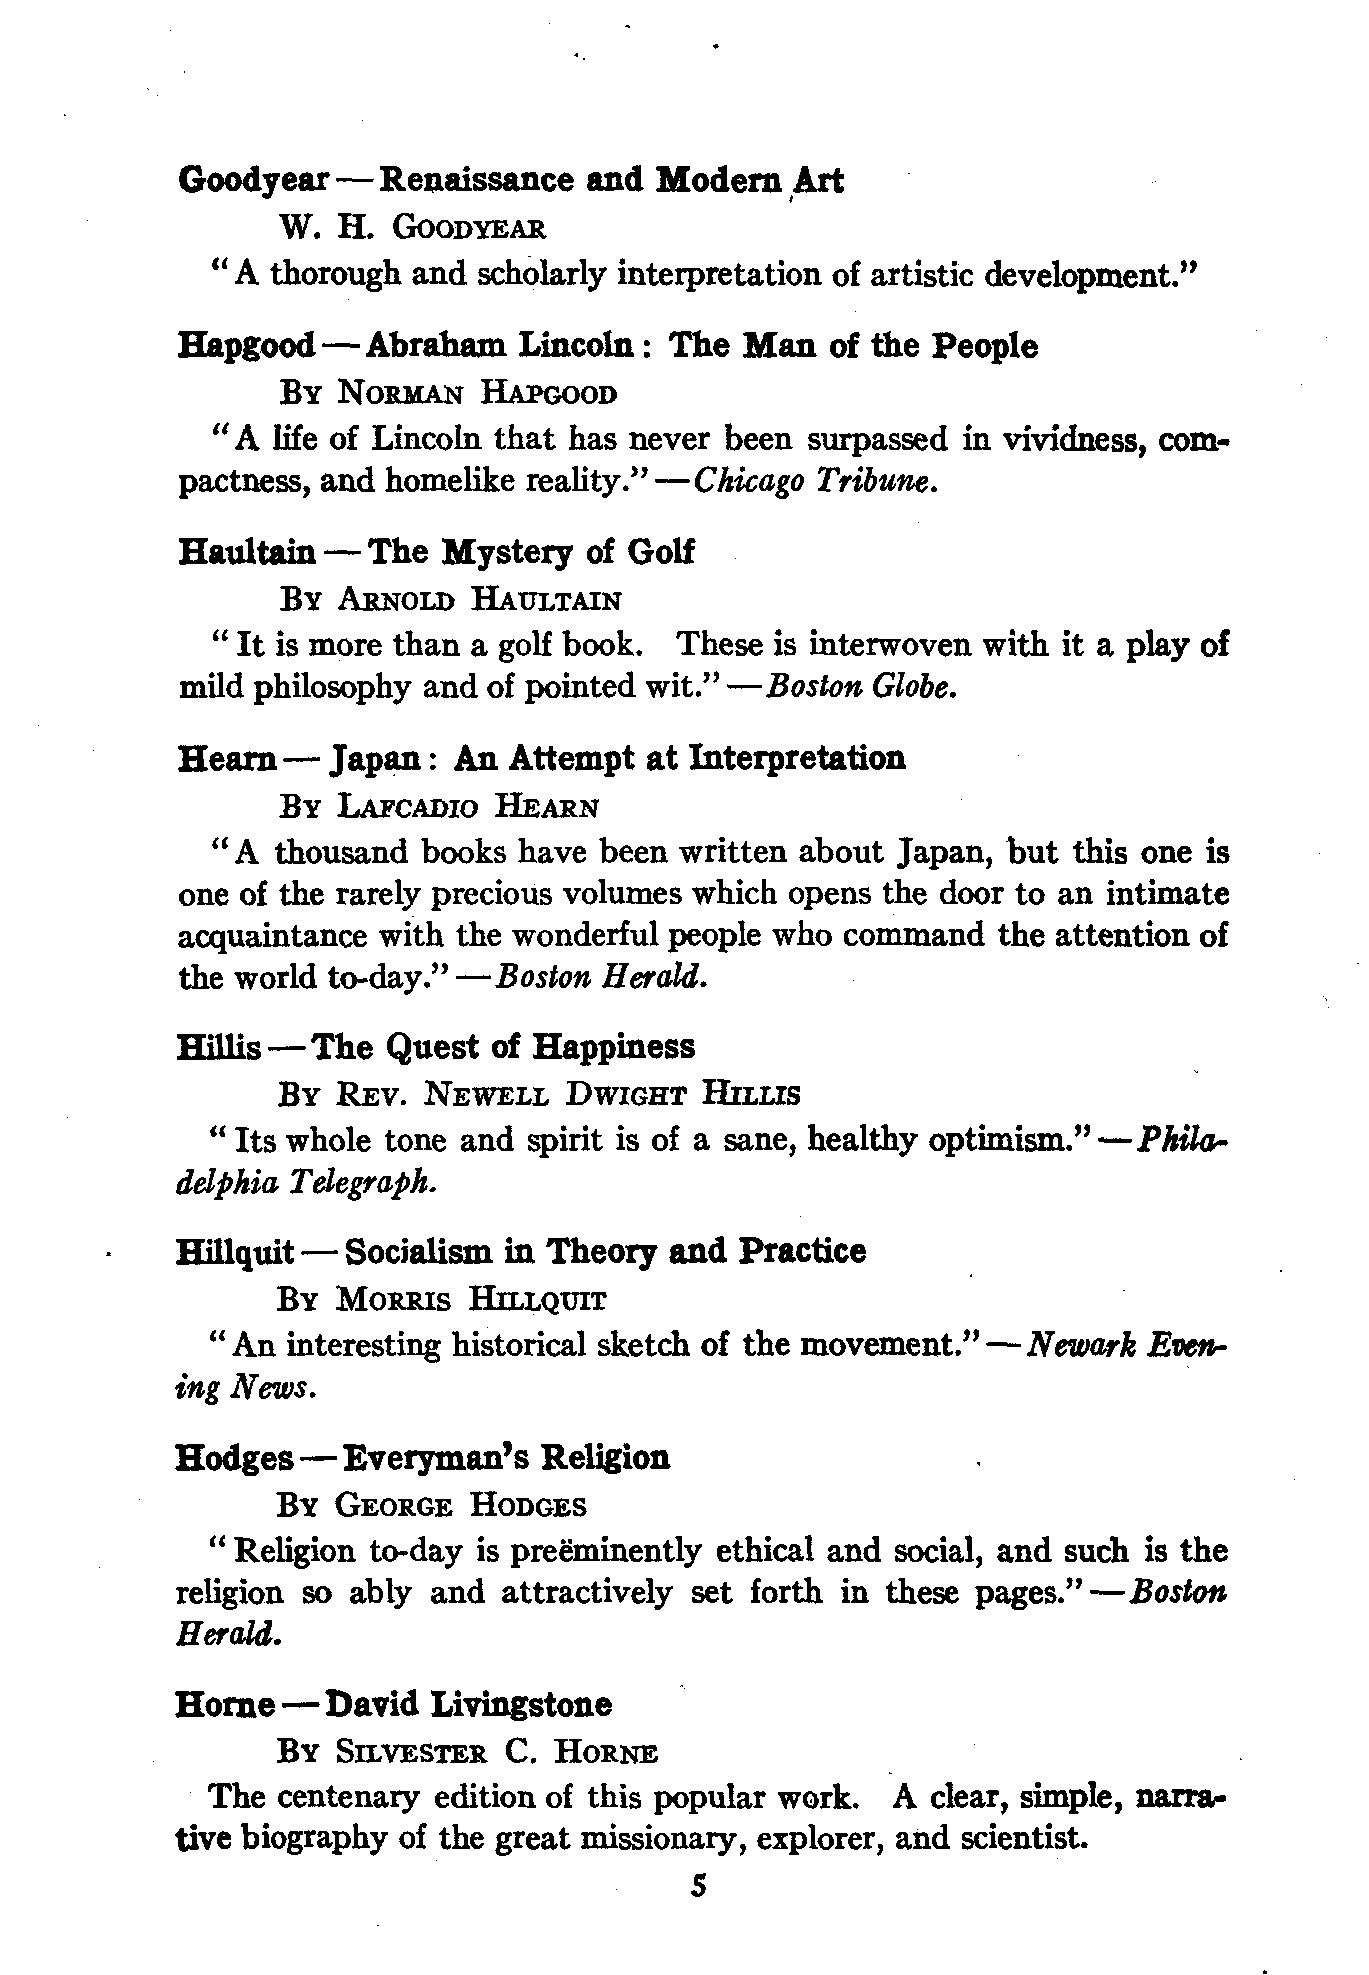 Goodyear — Renaissance and Modern Art
W. H. GOODYEAR
“A thorough and scholarly interpretation of artistic development.”
Hapgood — Abraham Lincoln: The Man of the People
BY NORMAN HAPGOOD
“A life of Lincoln that has never been surpassed in vividness, com-
pactness, and homelike reality.” — Chicago Tribune.
Haultain — The Mystery of Golf
BY ARNOLD HAULTAIN
“It is more than a golf book. These is interwoven with it a play of
mild philosophy and of pointed wit.” — Boston Globe.
Hearn — Japan: An Attempt at Interpretation
BY LAFCADIO HEARN
“A thousand books have been written about Japan, but this one is
one of the rarely precious volumes which opens the door to an intimate
acquaintance with the wonderful people who command the attention of
the world to-day.” — Boston Herald.
Hillis — The Quest of Happiness
BY REV. NEWELL DWIGHT HILLIS
“Its whole tone and spirit is of a sane, healthy optimism.” — Phila-
delphia Telegraph.
Hillquit — Socialism in Theory and Practice
BY MORRIS HILLQUIT
“An interesting historical sketch of the movement.” — Newark Even-
ing News.
Hodges — Everyman’s Religion
BY GEORGE HODGES
“Religion to-day is preëminently ethical and social, and such is the
religion so ably and attractively set forth in these pages.” — Boston
Herald.
Horne — David Livingstone
BY SILVESTER C. HORNE
The centenary edition of this popular work. A clear, simple, narra-
tive biography of the great missionary, explorer, and scientist.
5